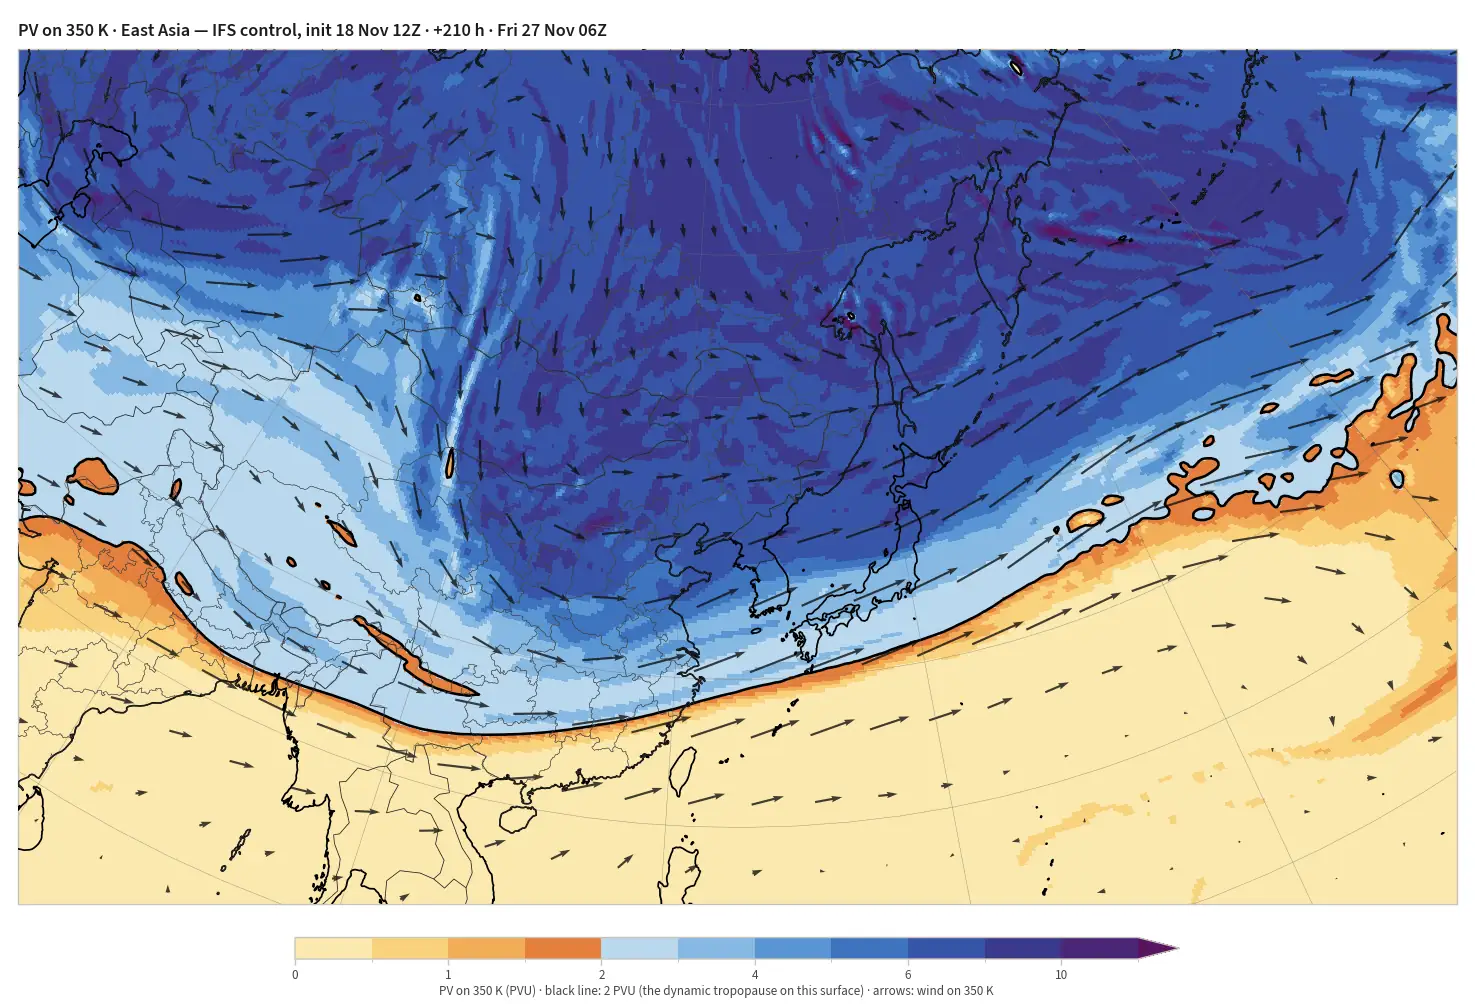 PV on 350 K · East Asia — IFS control, init 18 Nov 12Z · +210 h · Fri 27 Nov 06Z
0 1 2 4 6 10
PV on 350 K (PVU) · black line: 2 PVU (the dynamic tropopause on this surface) · arrows: wind on 350 K